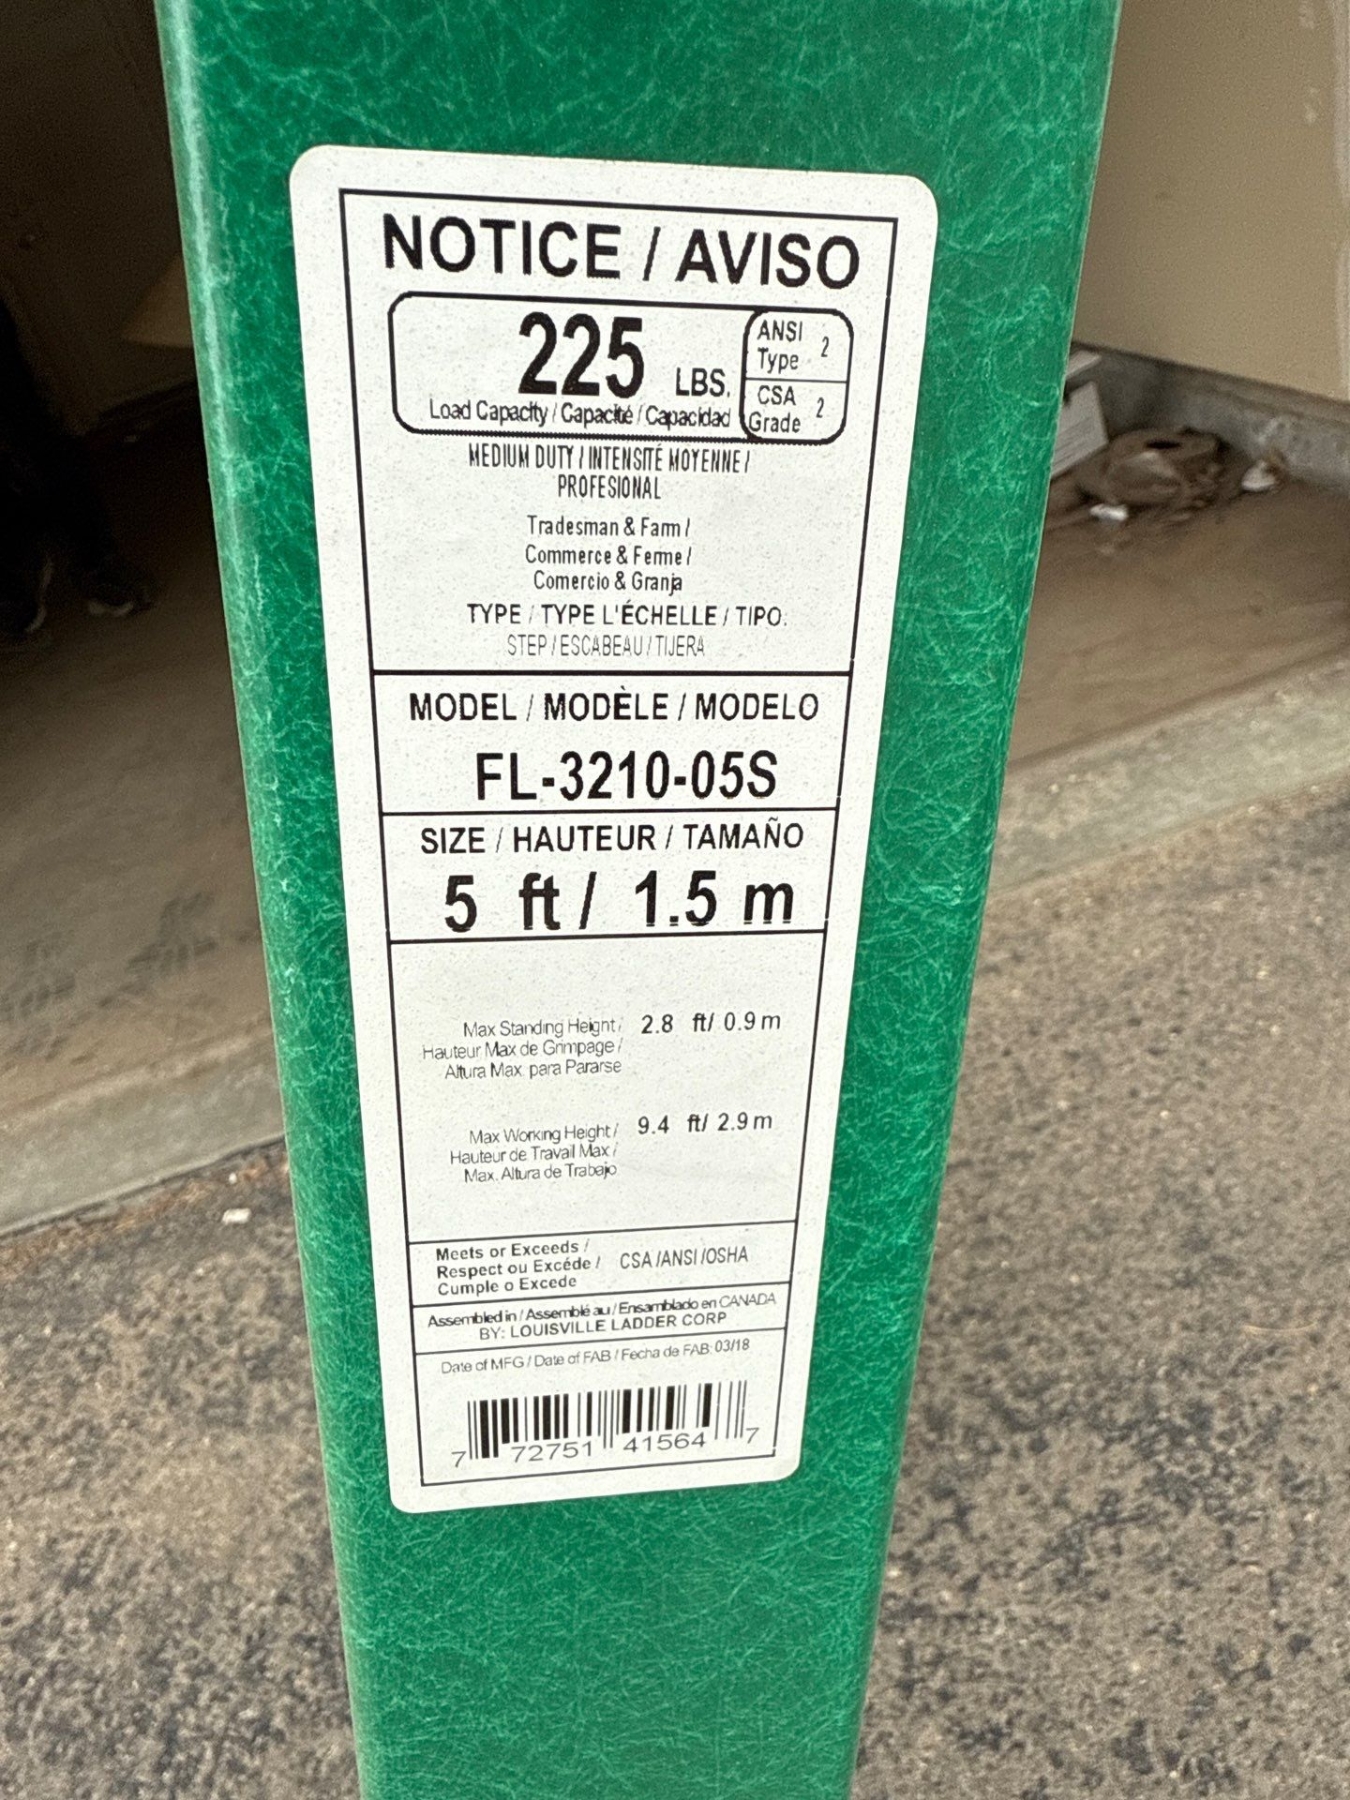 NOTICE / AVISO
225 LBS.
Load Capacity / Capacité / Capacidad
ANSI Type 2
CSA Grade 2
MEDIUM DUTY / INTENSITÉ MOYENNE /
PROFESIONAL
Tradesman & Farm /
Commerce & Ferme /
Comercio & Granja
TYPE / TYPE L'ÉCHELLE / TIPO:
STEP / ESCABEAU / TIJERA
MODEL / MODÈLE / MODELO
FL-3210-05S
SIZE / HAUTEUR / TAMAÑO
5 ft / 1.5 m
Max Standing Height / 2.8 ft/ 0.9 m
Hauteur Max de Grimpage /
Altura Max. para Pararse
Max Working Height / 9.4 ft/ 2.9 m
Hauteur de Travail Max /
Max. Altura de Trabajo
Meets or Exceeds /
Respect ou Excéde / CSA /ANSI /OSHA
Cumple o Excede
Assembled in / Assemblé au / Ensamblado en CANADA
BY: LOUISVILLE LADDER CORP
Date of MFG / Date of FAB / Fecha de FAB: 03/18
7 72751 41564 7